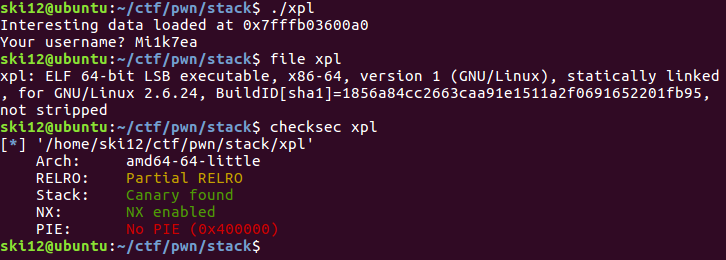 ski12@ubuntu:~/ctf/pwn/stack$ ./xpl
Interesting data loaded at 0x7fffb03600a0
Your username? Mi1k7ea
ski12@ubuntu:~/ctf/pwn/stack$ file xpl
xpl: ELF 64-bit LSB executable, x86-64, version 1 (GNU/Linux), statically linked
, for GNU/Linux 2.6.24, BuildID[sha1]=1856a84cc2663caa91e1511a2f0691652201fb95,
not stripped
ski12@ubuntu:~/ctf/pwn/stack$ checksec xpl
[*] '/home/ski12/ctf/pwn/stack/xpl'
    Arch:     amd64-64-little
    RELRO:    Partial RELRO
    Stack:    Canary found
    NX:       NX enabled
    PIE:      No PIE (0x400000)
ski12@ubuntu:~/ctf/pwn/stack$